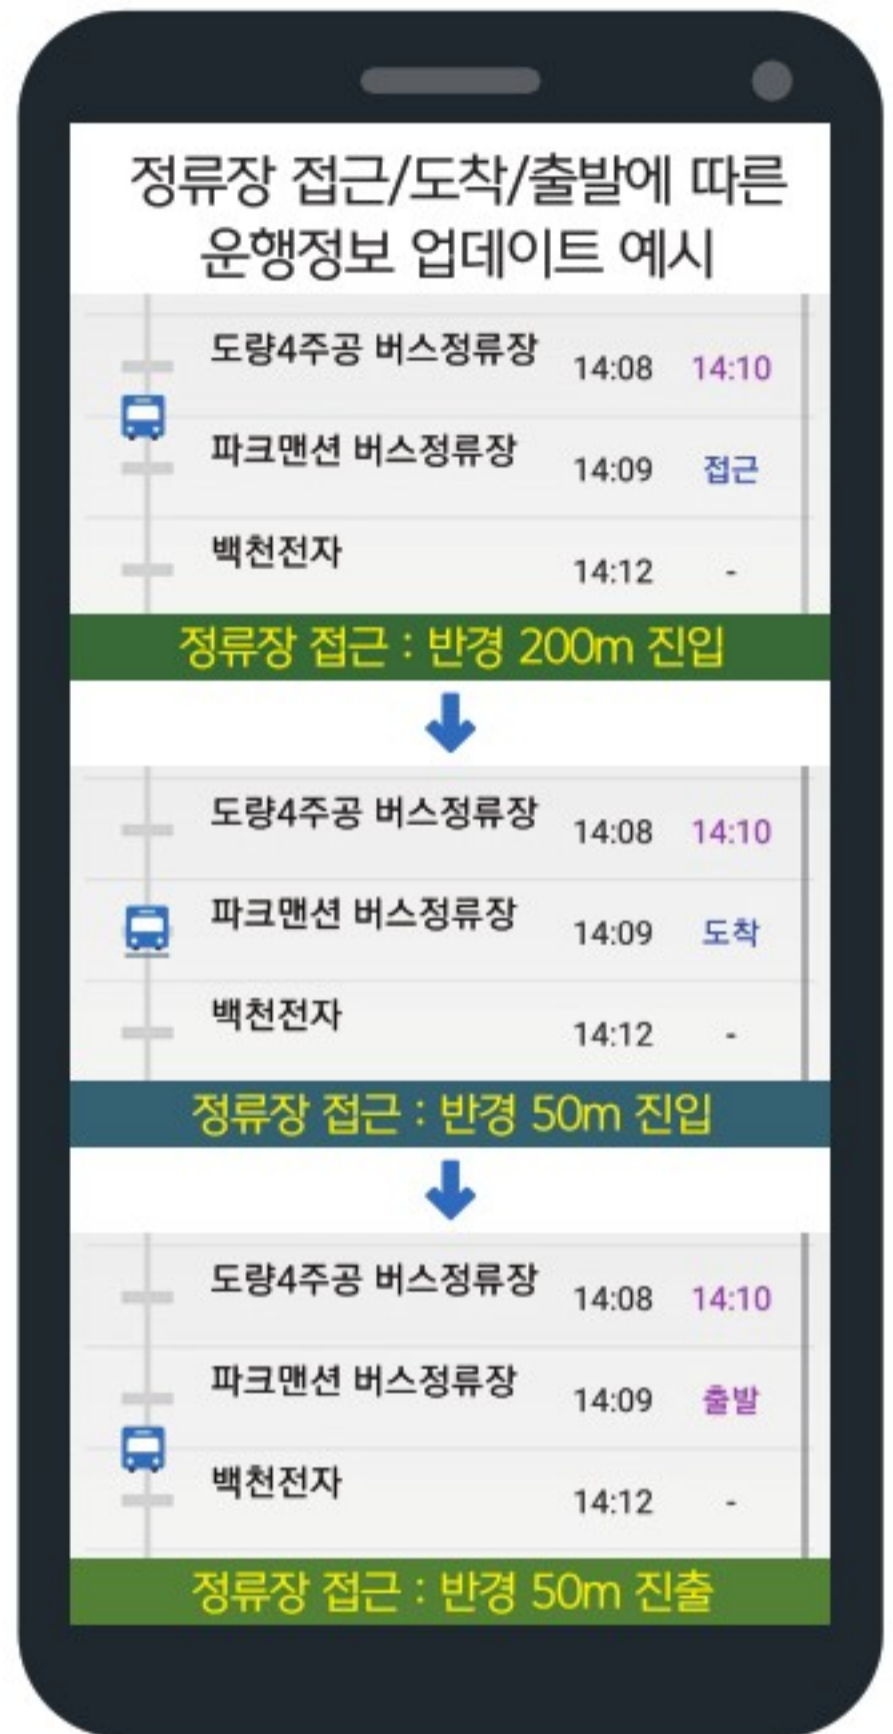 정류장 접근/도착/출발에 따른
운행정보 업데이트 예시
도량4주공 버스정류장 14:08 14:10
파크맨션 버스정류장 14:09 접근
백천전자 14:12 -
정류장 접근 : 반경 200m 진입
도량4주공 버스정류장 14:08 14:10
파크맨션 버스정류장 14:09 도착
백천전자 14:12 -
정류장 접근 : 반경 50m 진입
도량4주공 버스정류장 14:08 14:10
파크맨션 버스정류장 14:09 출발
백천전자 14:12 -
정류장 접근 : 반경 50m 진출